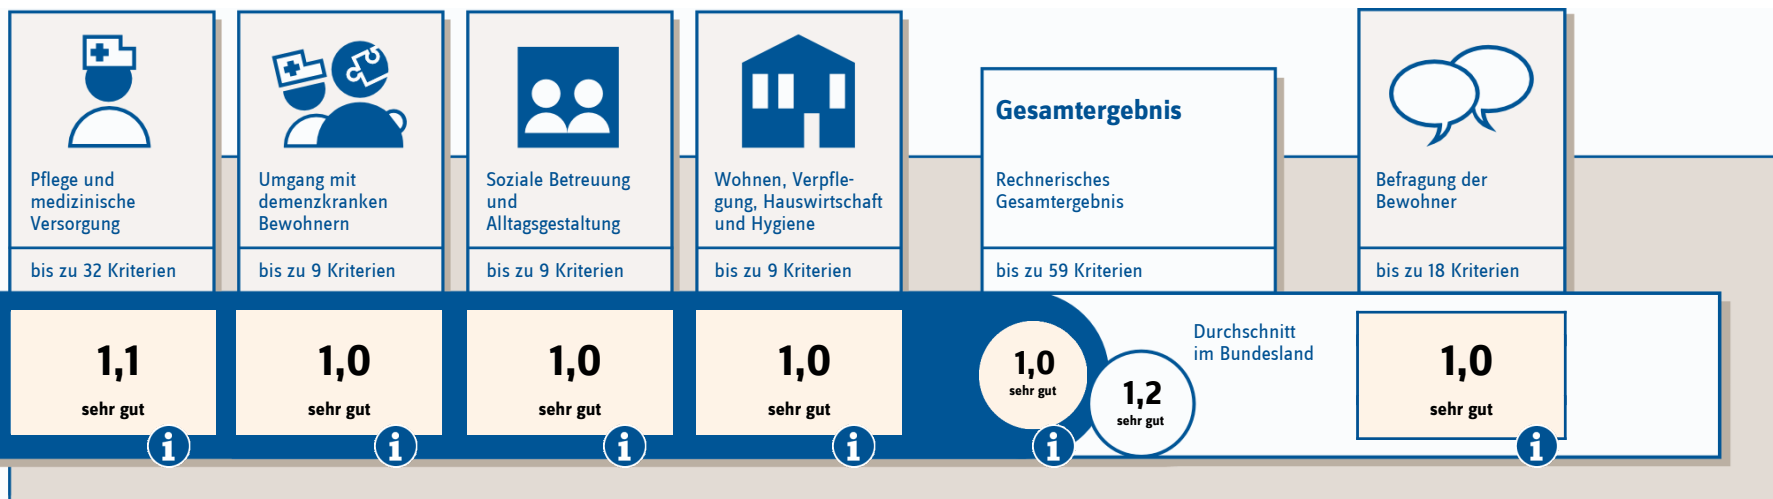 Pflege und
medizinische
Versorgung
bis zu 32 Kriterien
1,1
sehr gut
Umgang mit
demenzkranken
Bewohnern
bis zu 9 Kriterien
1,0
sehr gut
Soziale Betreuung
und
Alltagsgestaltung
bis zu 9 Kriterien
1,0
sehr gut
Wohnen, Verpfle-
gung, Hauswirtschaft
und Hygiene
bis zu 9 Kriterien
1,0
sehr gut
Gesamtergebnis
Rechnerisches
Gesamtergebnis
bis zu 59 Kriterien
1,0
sehr gut
1,2
sehr gut
Durchschnitt
im Bundesland
Befragung der
Bewohner
bis zu 18 Kriterien
1,0
sehr gut